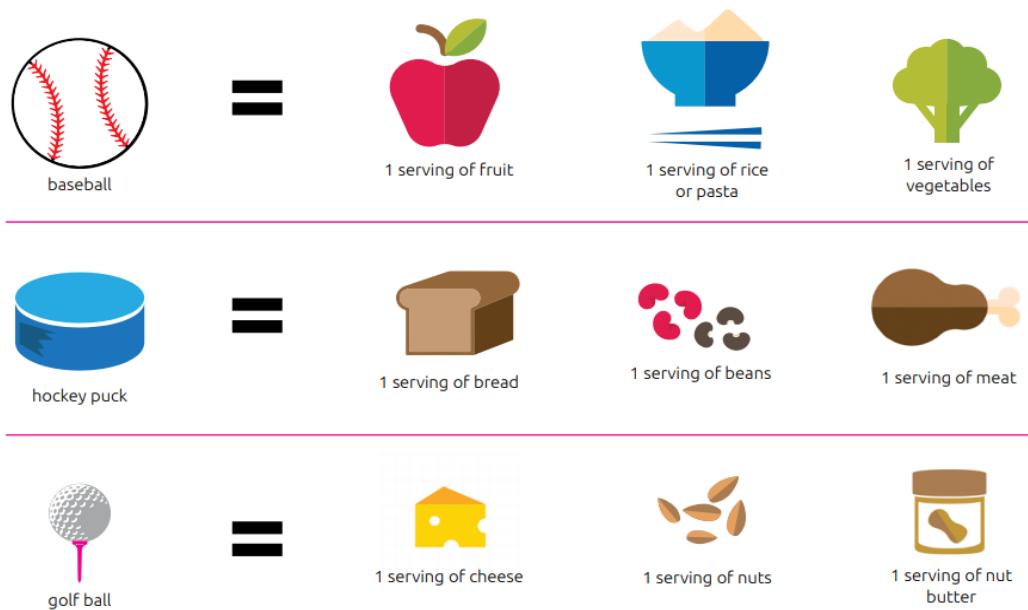 baseball
1 serving of fruit
1 serving of rice
or pasta
1 serving of
vegetables
hockey puck
1 serving of bread
1 serving of beans
1 serving of meat
golf ball
1 serving of cheese
1 serving of nuts
1 serving of nut
butter